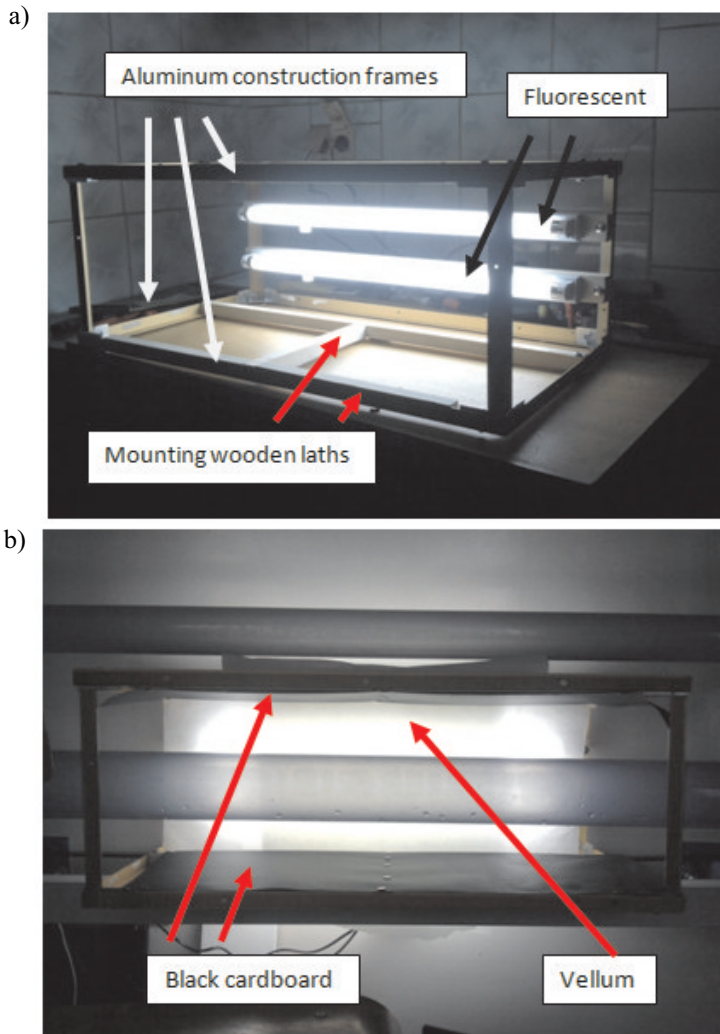 a)
Aluminum construction frames
Fluorescent
Mounting wooden laths
b)
Black cardboard
Vellum